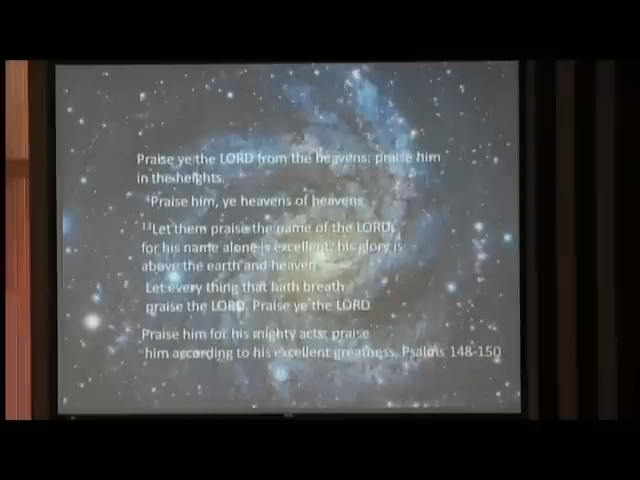 Praise ye the LORD from the heavens: praise him
in the heights.
⁴Praise him, ye heavens of heavens
¹³Let them praise the name of the LORD:
for his name alone is excellent; his glory is
above the earth and heaven
Let every thing that hath breath
praise the LORD. Praise ye the LORD
Praise him for his mighty acts: praise
him according to his excellent greatness. Psalms 148-150